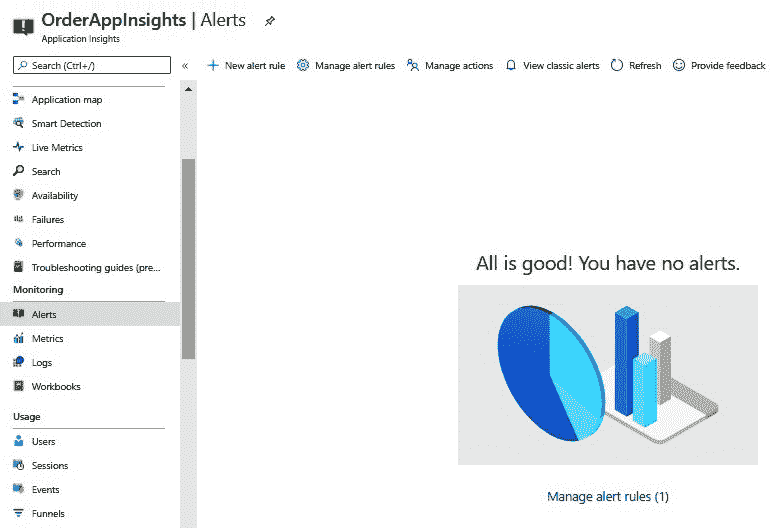 OrderAppInsights | Alerts
Application Insights
Search (Ctrl+/)
«
New alert rule
Manage alert rules
Manage actions
View classic alerts
Refresh
Provide feedback
Application map
Smart Detection
Live Metrics
Search
Availability
Failures
Performance
Troubleshooting guides (pre...
Monitoring
Alerts
Metrics
Logs
Workbooks
Usage
Users
Sessions
Events
Funnels
All is good! You have no alerts.
Manage alert rules (1)